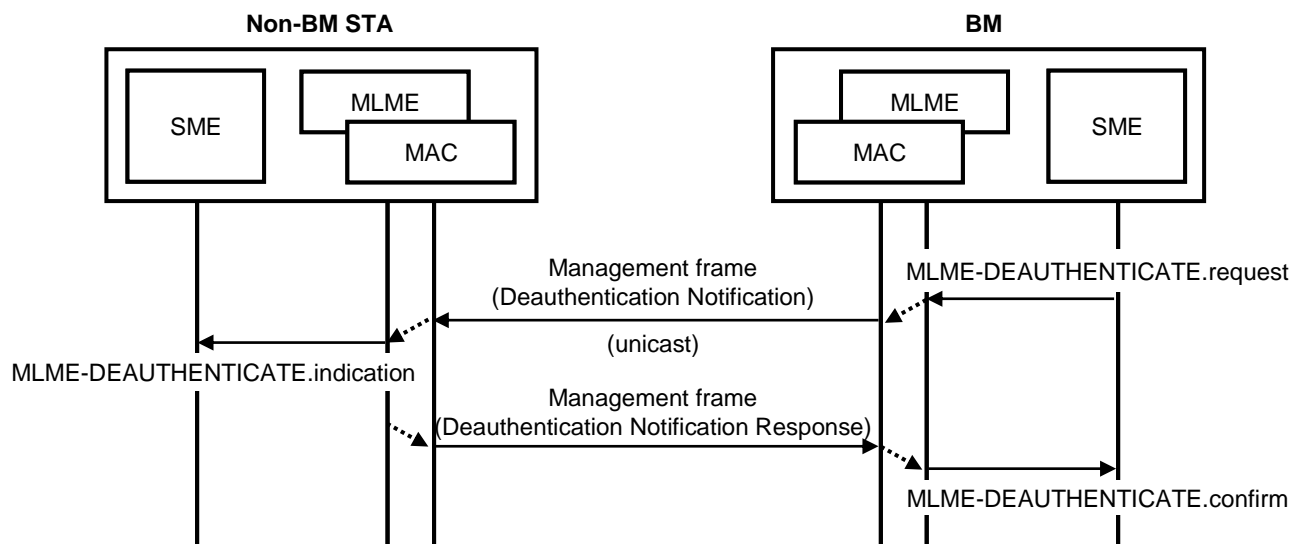 Non-BM STA
BM
SME
MLME
MAC
MLME
MAC
SME
MLME-DEAUTHENTICATE.request
Management frame
(Deauthentication Notification)
(unicast)
MLME-DEAUTHENTICATE.indication
Management frame
(Deauthentication Notification Response)
MLME-DEAUTHENTICATE.confirm